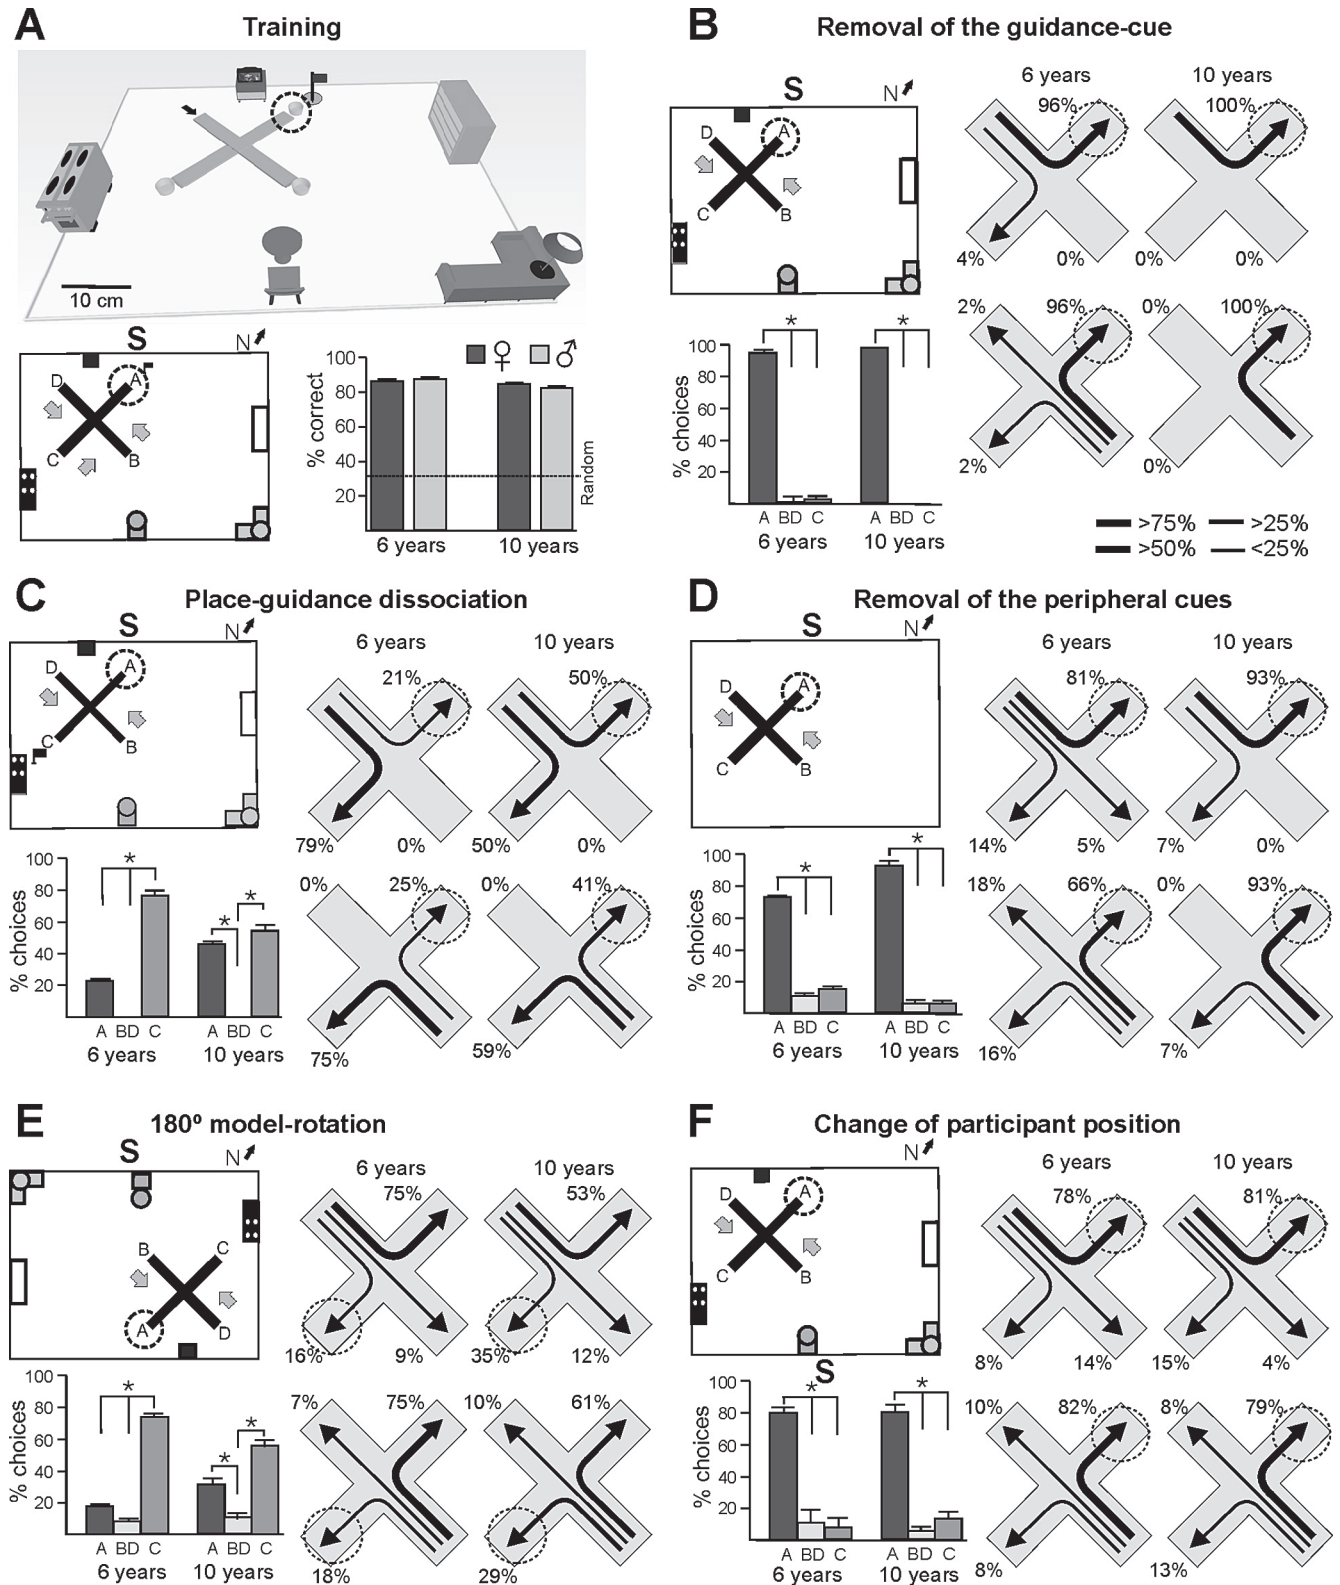 A Training
10 cm
S N
D A
C B
% correct
100
80
60
40
20
♀ ♂
Random
6 years 10 years
B Removal of the guidance-cue
S N
D A
C B
6 years 10 years
96% 100%
4% 0% 0% 0%
2% 96% 0% 100%
2% 0%
% choices
100
80
60
40
20
* *
A BD C A BD C
6 years 10 years
>75% >25%
>50% <25%
C Place-guidance dissociation
S N
D A
C B
6 years 10 years
21% 50%
79% 0% 50% 0%
0% 25% 0% 41%
75% 59%
% choices
100
80
60
40
20
* * *
A BD C A BD C
6 years 10 years
D Removal of the peripheral cues
S N
D A
C B
6 years 10 years
81% 93%
14% 5% 7% 0%
18% 66% 0% 93%
16% 7%
% choices
100
80
60
40
20
* *
A BD C A BD C
6 years 10 years
E 180º model-rotation
S N
B C
A D
6 years 10 years
75% 53%
16% 9% 35% 12%
7% 75% 10% 61%
18% 29%
% choices
100
80
60
40
20
* * *
A BD C A BD C
6 years 10 years
F Change of participant position
N
D A
C B
S
6 years 10 years
78% 81%
8% 14% 15% 4%
10% 82% 8% 79%
8% 13%
% choices
100
80
60
40
20
* *
A BD C A BD C
6 years 10 years